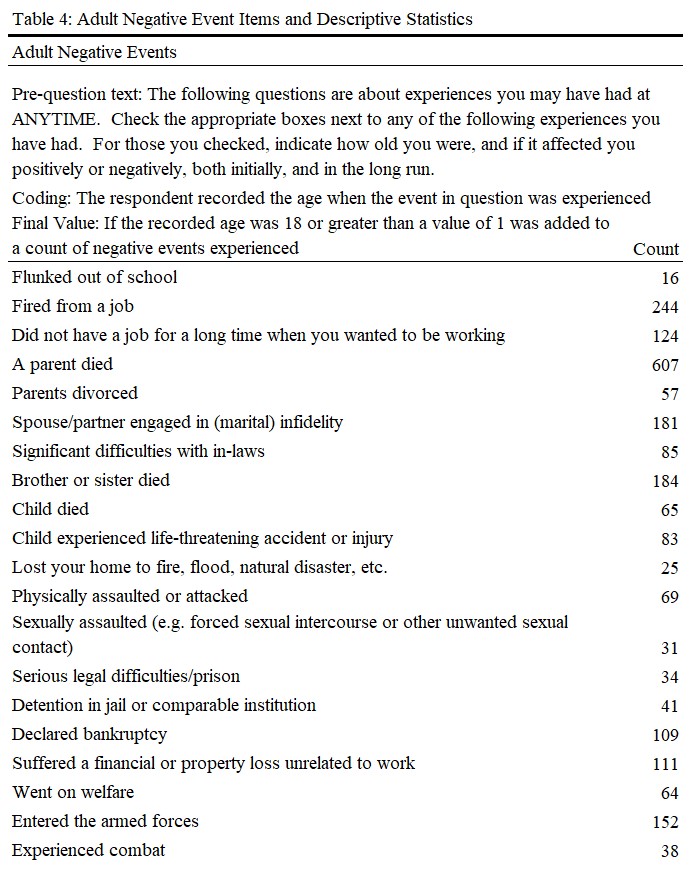 Table 4: Adult Negative Event Items and Descriptive Statistics
Adult Negative Events
Pre-question text: The following questions are about experiences you may have had at
ANYTIME. Check the appropriate boxes next to any of the following experiences you
have had. For those you checked, indicate how old you were, and if it affected you
positively or negatively, both initially, and in the long run.
Coding: The respondent recorded the age when the event in question was experienced
Final Value: If the recorded age was 18 or greater than a value of 1 was added to
a count of negative events experienced Count
Flunked out of school 16
Fired from a job 244
Did not have a job for a long time when you wanted to be working 124
A parent died 607
Parents divorced 57
Spouse/partner engaged in (marital) infidelity 181
Significant difficulties with in-laws 85
Brother or sister died 184
Child died 65
Child experienced life-threatening accident or injury 83
Lost your home to fire, flood, natural disaster, etc. 25
Physically assaulted or attacked 69
Sexually assaulted (e.g. forced sexual intercourse or other unwanted sexual
contact) 31
Serious legal difficulties/prison 34
Detention in jail or comparable institution 41
Declared bankruptcy 109
Suffered a financial or property loss unrelated to work 111
Went on welfare 64
Entered the armed forces 152
Experienced combat 38